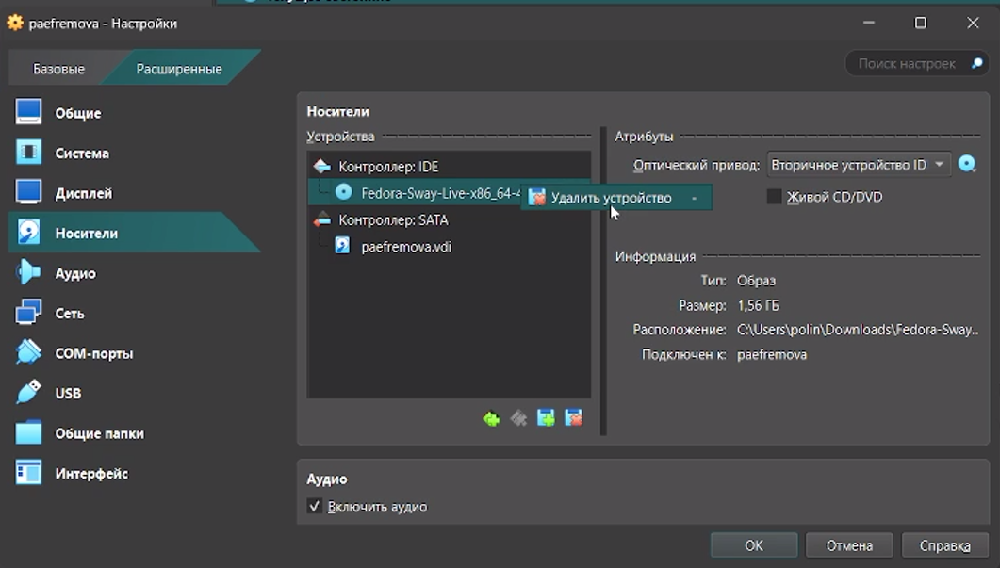 paefremova - Настройки
Базовые
Расширенные
Поиск настроек
Общие
Система
Дисплей
Носители
Аудио
Сеть
COM-порты
USB
Общие папки
Интерфейс
Носители
Устройства
Контроллер: IDE
Fedora-Sway-Live-x86_64-4
Удалить устройство -
Контроллер: SATA
paefremova.vdi
Атрибуты
Оптический привод: Вторичное устройство ID
Живой CD/DVD
Информация
Тип: Образ
Размер: 1,56 ГБ
Расположение: C:\Users\polin\Downloads\Fedora-Sway..
Подключен к: paefremova
Аудио
Включить аудио
OK
Отмена
Справка